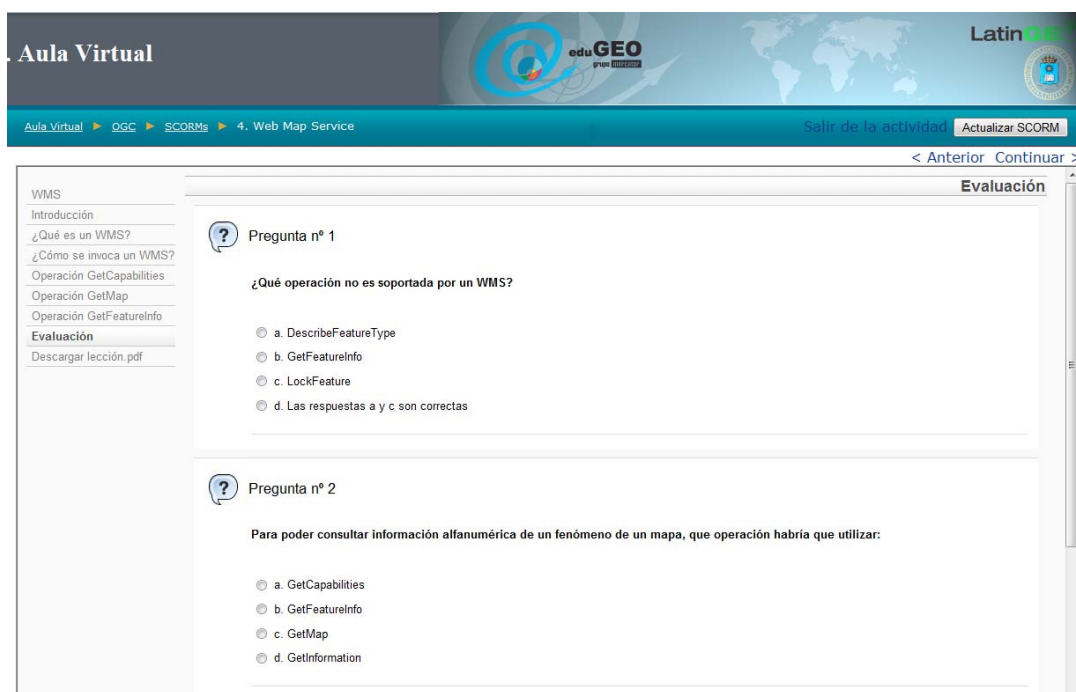 . Aula Virtual
eduGEO
grupo mercator
LatinGEO
Aula Virtual ► OGC ► SCORMs ► 4. Web Map Service
Salir de la actividad
Actualizar SCORM
< Anterior Continuar >
WMS
Introducción
¿Qué es un WMS?
¿Cómo se invoca un WMS?
Operación GetCapabilities
Operación GetMap
Operación GetFeatureInfo
Evaluación
Descargar lección.pdf
Evaluación
Pregunta nº 1
¿Qué operación no es soportada por un WMS?
a. DescribeFeatureType
b. GetFeatureInfo
c. LockFeature
d. Las respuestas a y c son correctas
Pregunta nº 2
Para poder consultar información alfanumérica de un fenómeno de un mapa, que operación habría que utilizar:
a. GetCapabilities
b. GetFeatureInfo
c. GetMap
d. GetInformation